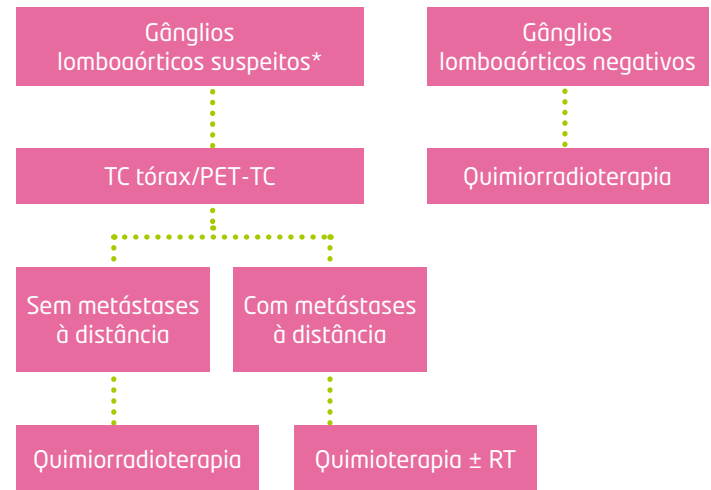 Gânglios
lomboaórticos suspeitos*
Gânglios
lomboaórticos negativos
TC tórax/PET-TC
Quimiorradioterapia
Sem metástases
à distância
Com metástases
à distância
Quimiorradioterapia
Quimioterapia ± RT